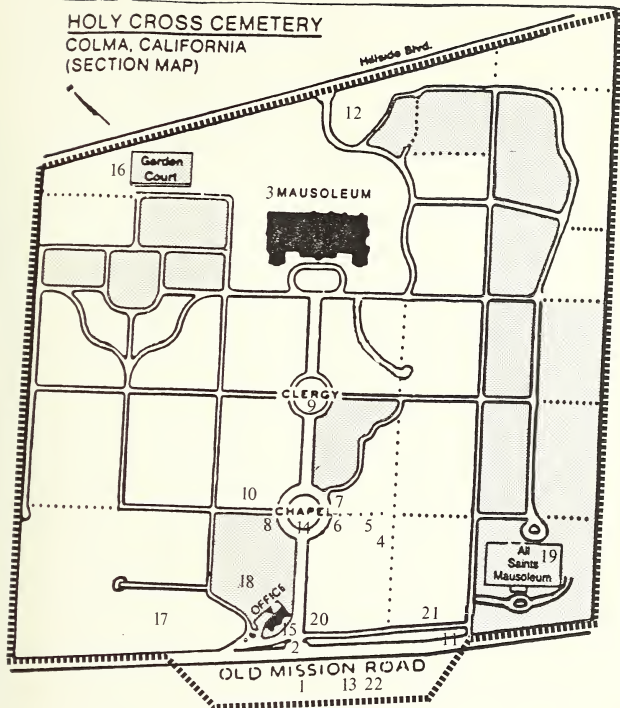 HOLY CROSS CEMETERY
COLMA, CALIFORNIA
(SECTION MAP)
Hillside Blvd.
12
16 Garden
Court
3 MAUSOLEUM
CLERGY
9
10
7
CHAPEL
8 14 6 5
4
All 19
Saints
Mausoleum
18
OFFICE
17
15 20 21
2 11
OLD MISSION ROAD
1 13 22